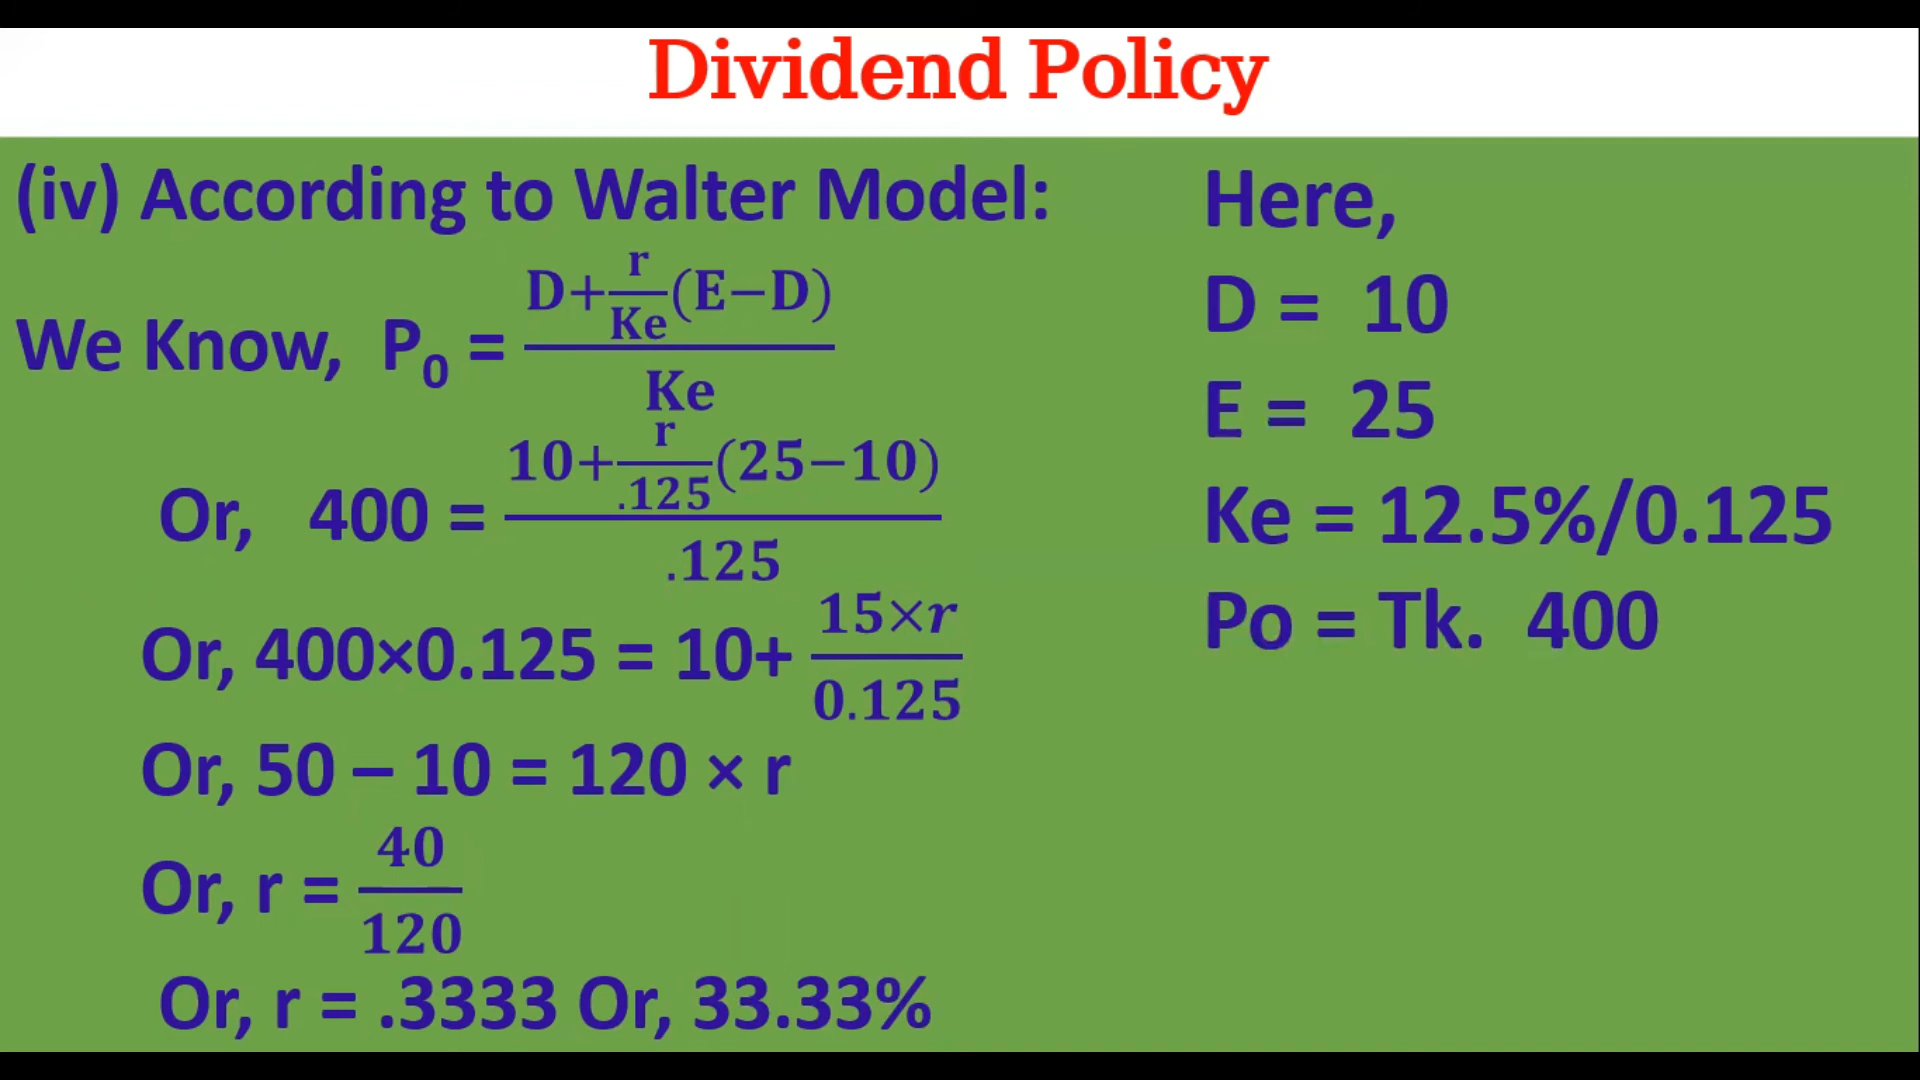 Dividend Policy
(iv) According to Walter Model:
We Know, P₀ = (D+(r/Ke)(E−D))/Ke
Or, 400 = (10+(r/.125)(25−10))/.125
Or, 400×0.125 = 10+ (15×r)/0.125
Or, 50 – 10 = 120 × r
Or, r = 40/120
Or, r = .3333 Or, 33.33%
Here,
D = 10
E = 25
Ke = 12.5%/0.125
Po = Tk. 400